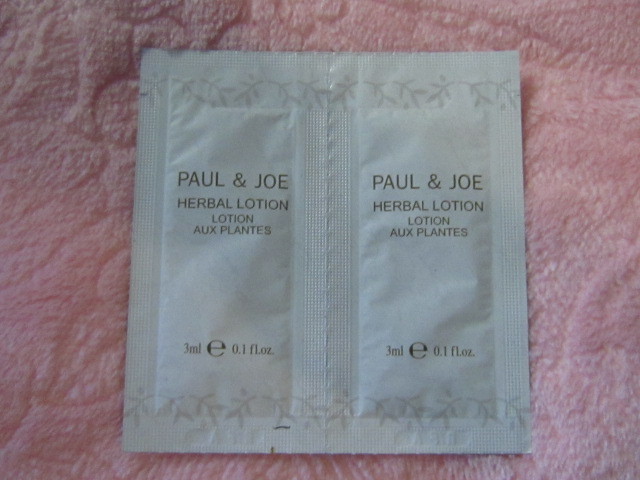 PAUL & JOE
HERBAL LOTION
LOTION
AUX PLANTES
3ml ℮ 0.1 fl.oz.
PAUL & JOE
HERBAL LOTION
LOTION
AUX PLANTES
3ml ℮ 0.1 fl.oz.